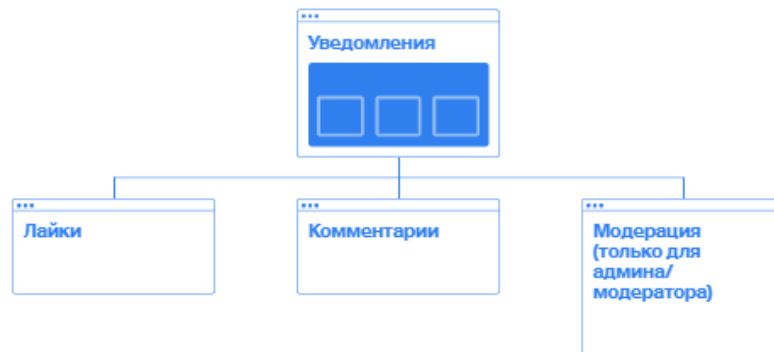 Уведомления
Лайки
Комментарии
Модерация
(только для
админа/
модератора)